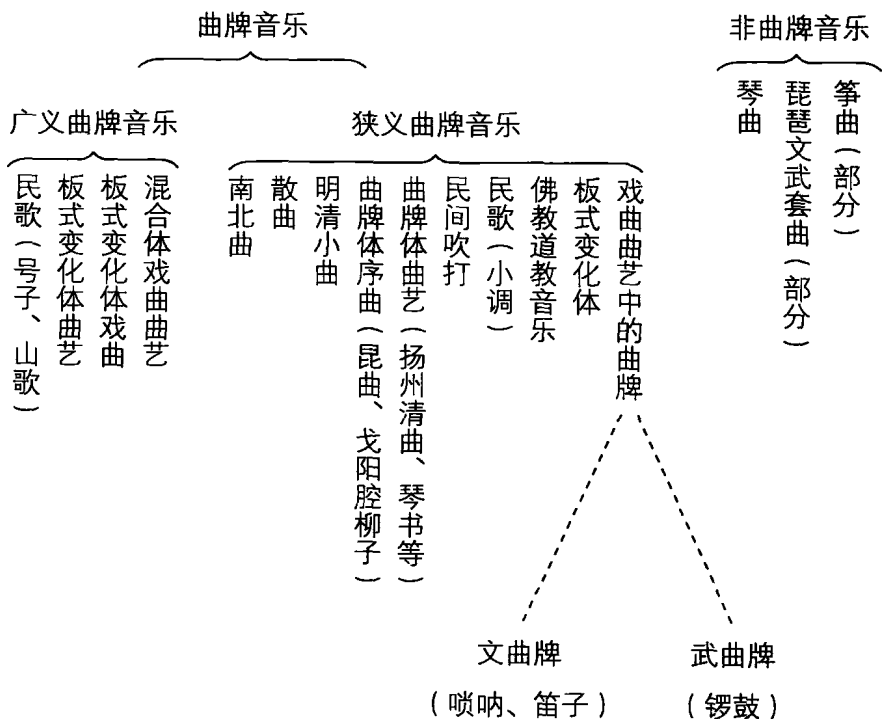 曲牌音乐
非曲牌音乐
广义曲牌音乐
狭义曲牌音乐
民歌(号子、山歌)
板式变化体曲艺
板式变化体戏曲
混合体戏曲曲艺
南北曲
散曲
明清小曲
曲牌体序曲(昆曲、戈阳腔柳子)
曲牌体曲艺(扬州清曲、琴书等)
民间吹打
民歌(小调)
佛教道教音乐
板式变化体
戏曲曲艺中的曲牌
琴曲
琵琶文武套曲(部分)
筝曲(部分)
文曲牌
(唢呐、笛子)
武曲牌
(锣鼓)